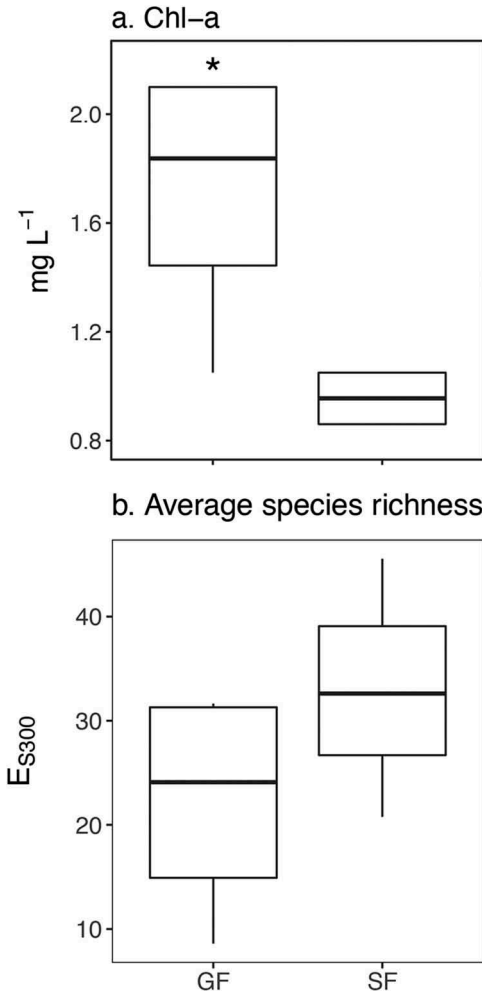 a. Chl–a
*
2.0
1.6
1.2
0.8
mg L⁻¹
b. Average species richness
40
30
20
10
E_S300
GF SF